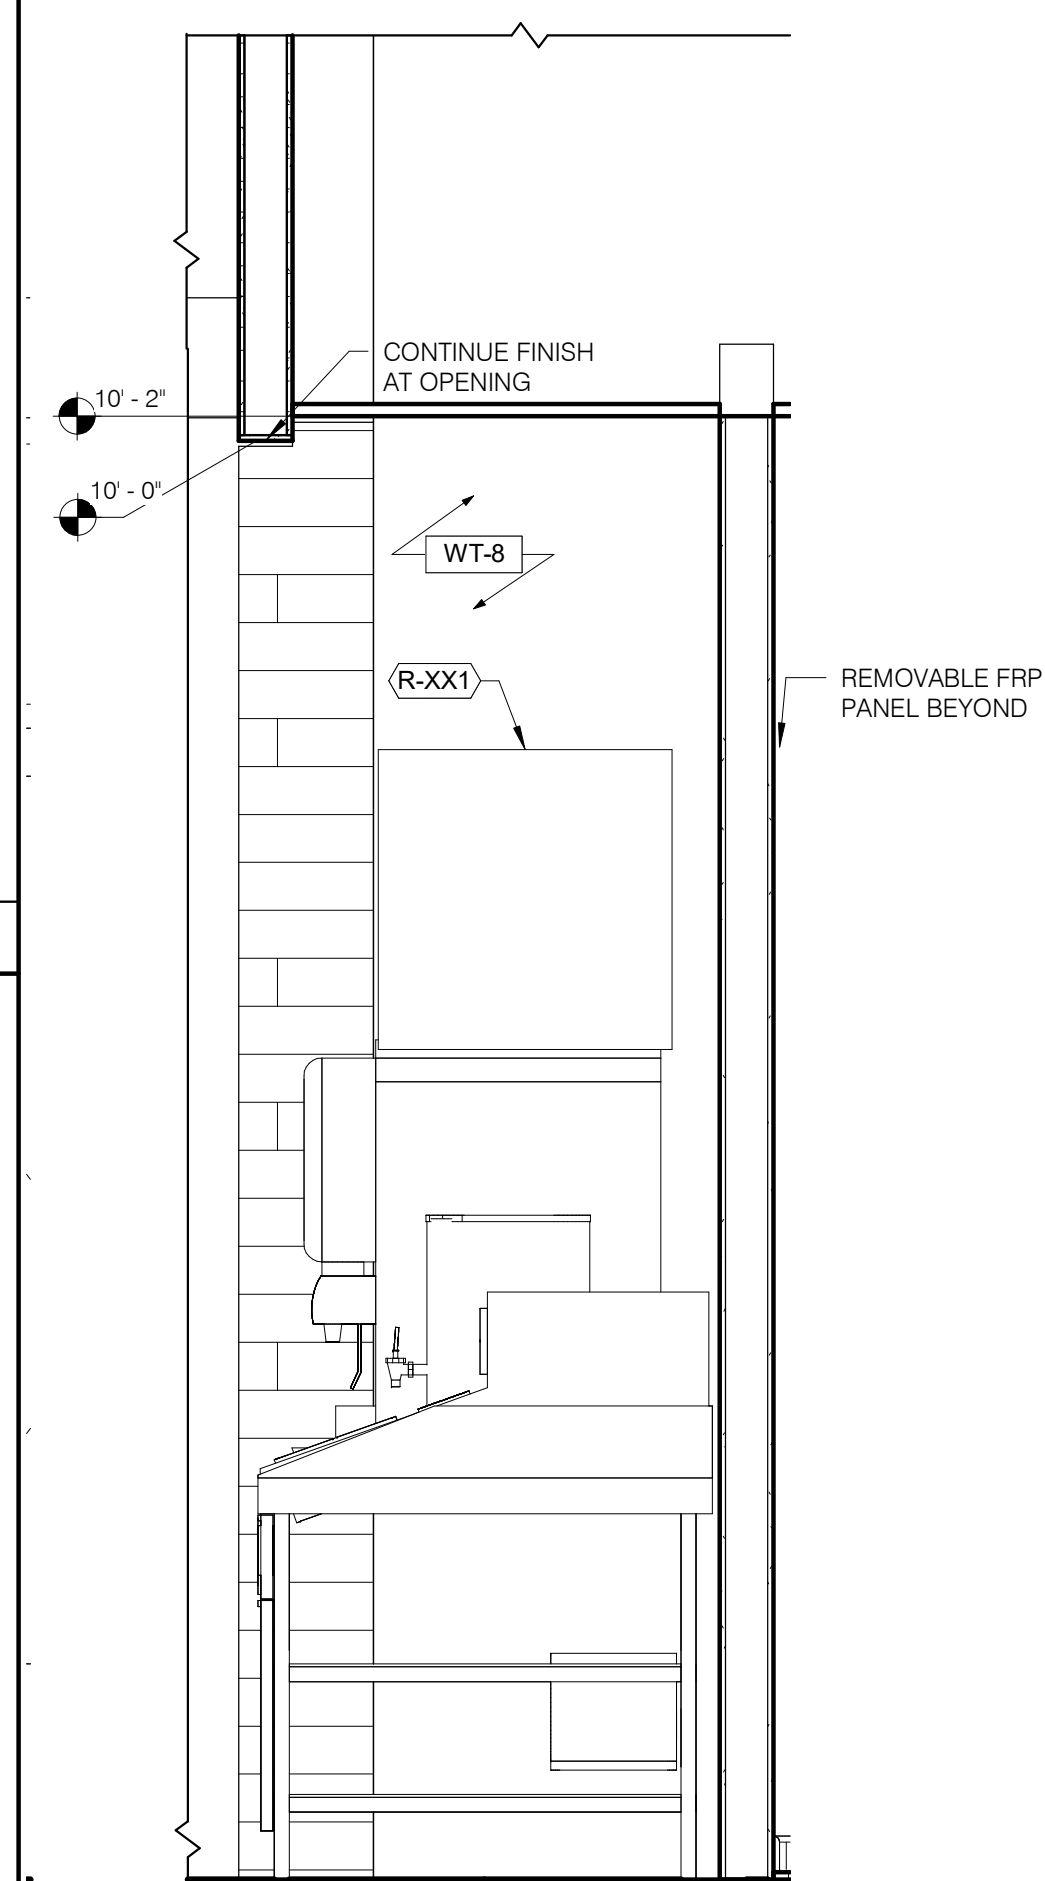 CONTINUE FINISH
AT OPENING
10' - 2"
10' - 0"
WT-8
R-XX1
REMOVABLE FRP
PANEL BEYOND